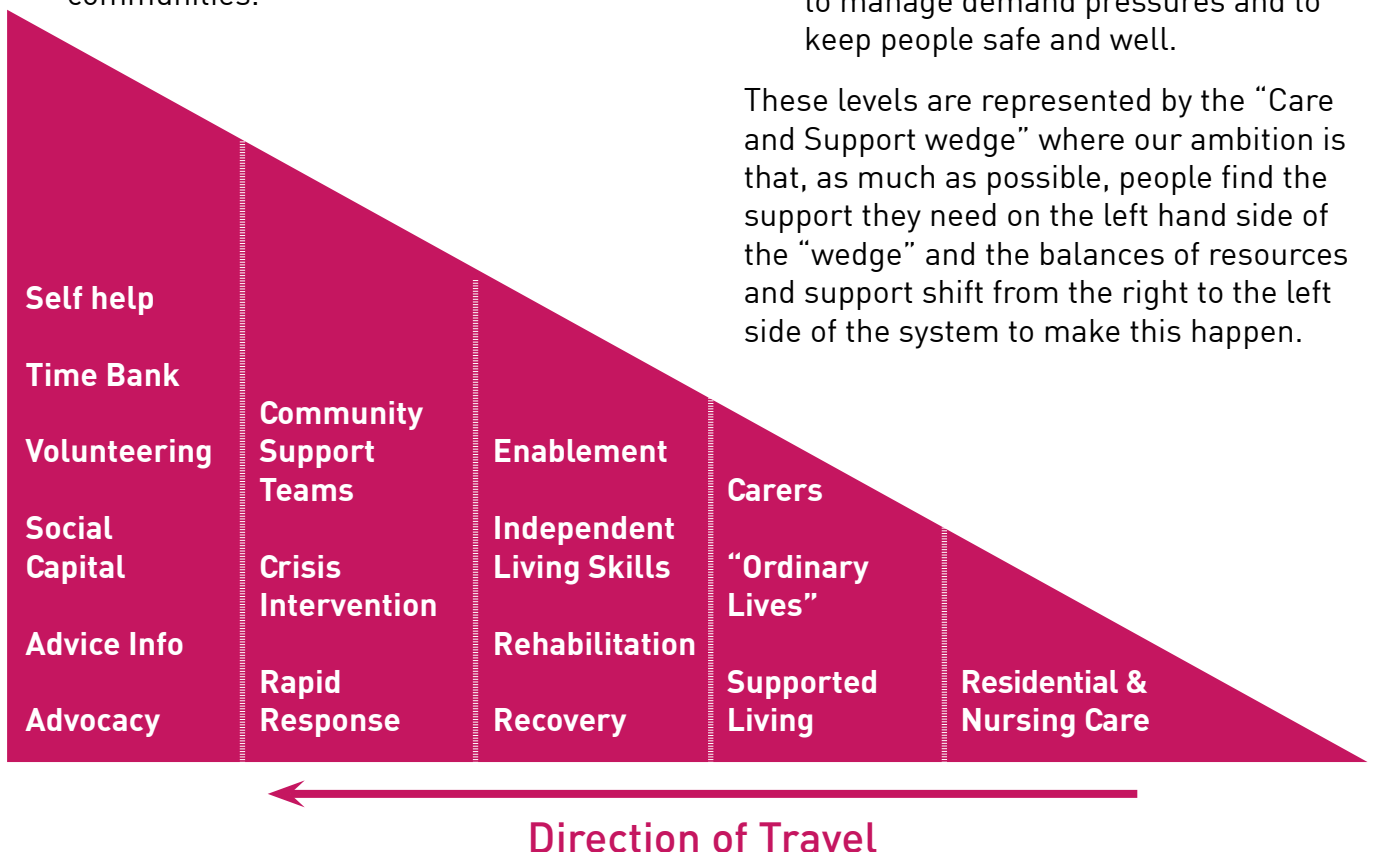 communities.
to manage demand pressures and to
keep people safe and well.
These levels are represented by the “Care
and Support wedge” where our ambition is
that, as much as possible, people find the
support they need on the left hand side of
the “wedge” and the balances of resources
and support shift from the right to the left
side of the system to make this happen.
Self help
Time Bank
Volunteering
Social
Capital
Advice Info
Advocacy
Community
Support
Teams
Crisis
Intervention
Rapid
Response
Enablement
Independent
Living Skills
Rehabilitation
Recovery
Carers
“Ordinary
Lives”
Supported
Living
Residential &
Nursing Care
Direction of Travel